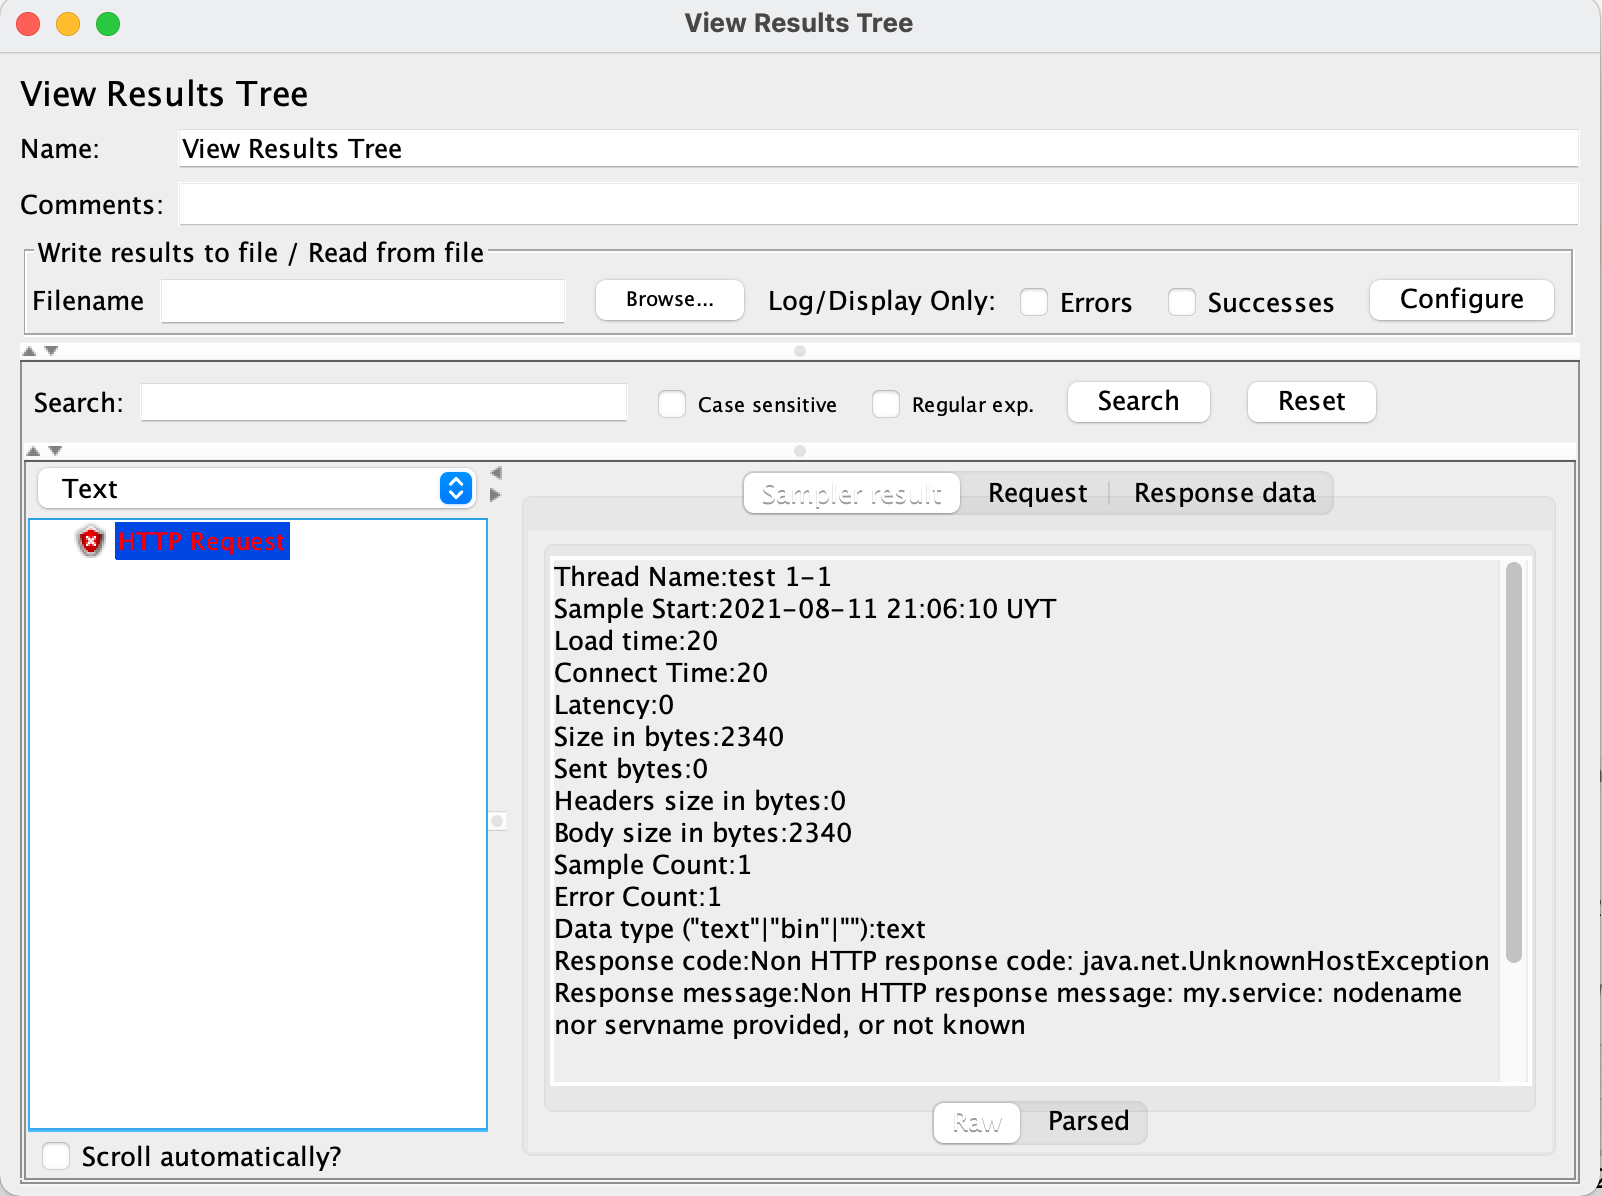 View Results Tree
View Results Tree
Name: View Results Tree
Comments:
Write results to file / Read from file
Filename Browse... Log/Display Only: Errors Successes Configure
Search: Case sensitive Regular exp. Search Reset
Text
Sampler result Request Response data
HTTP Request
Thread Name:test 1-1
Sample Start:2021-08-11 21:06:10 UYT
Load time:20
Connect Time:20
Latency:0
Size in bytes:2340
Sent bytes:0
Headers size in bytes:0
Body size in bytes:2340
Sample Count:1
Error Count:1
Data type ("text"|"bin"|""):text
Response code:Non HTTP response code: java.net.UnknownHostException
Response message:Non HTTP response message: my.service: nodename
nor servname provided, or not known
Raw Parsed
Scroll automatically?